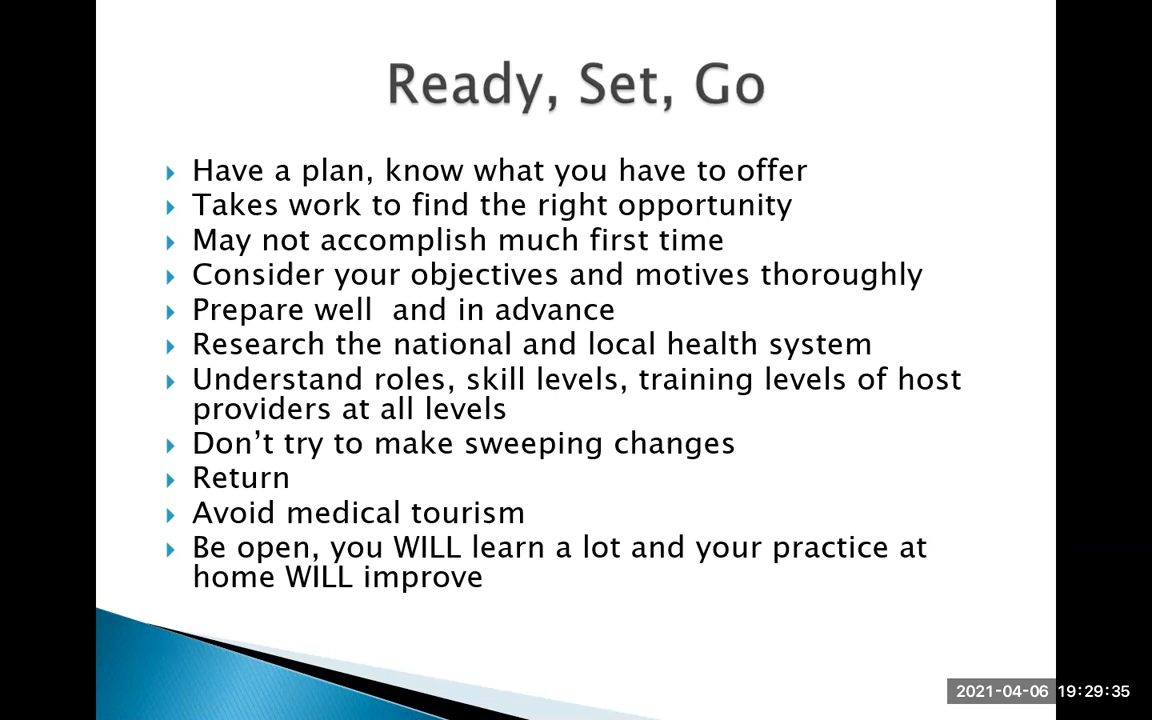 Ready, Set, Go
Have a plan, know what you have to offer
Takes work to find the right opportunity
May not accomplish much first time
Consider your objectives and motives thoroughly
Prepare well  and in advance
Research the national and local health system
Understand roles, skill levels, training levels of host
providers at all levels
Don’t try to make sweeping changes
Return
Avoid medical tourism
Be open, you WILL learn a lot and your practice at
home WILL improve
2021-04-06 19:29:35